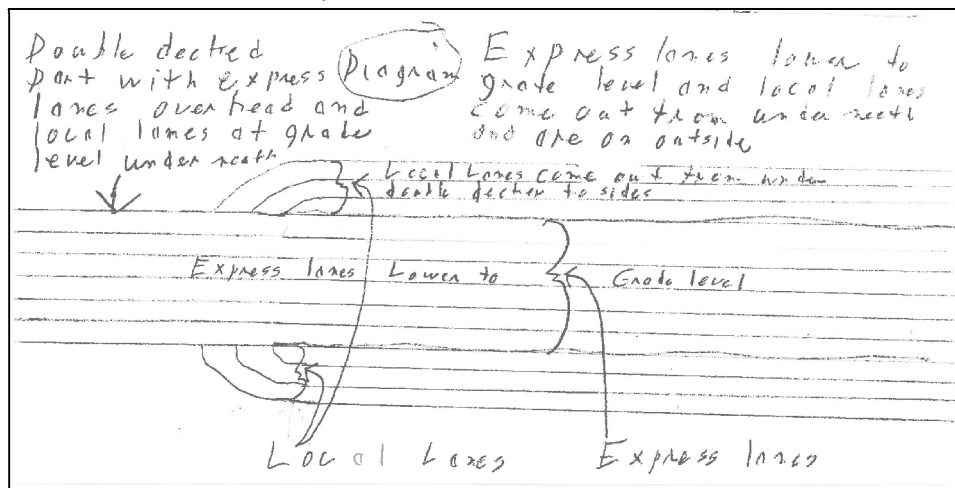 Double decked
part with express
lanes overhead and
local lanes at grade
level underneath
Diagram
Express lanes lower to
grate level and local lanes
come out from underneath
and are on outside
Local Lanes come out from under
double decker to sides
Express lanes Lower to Grade level
Local Lanes
Express lanes